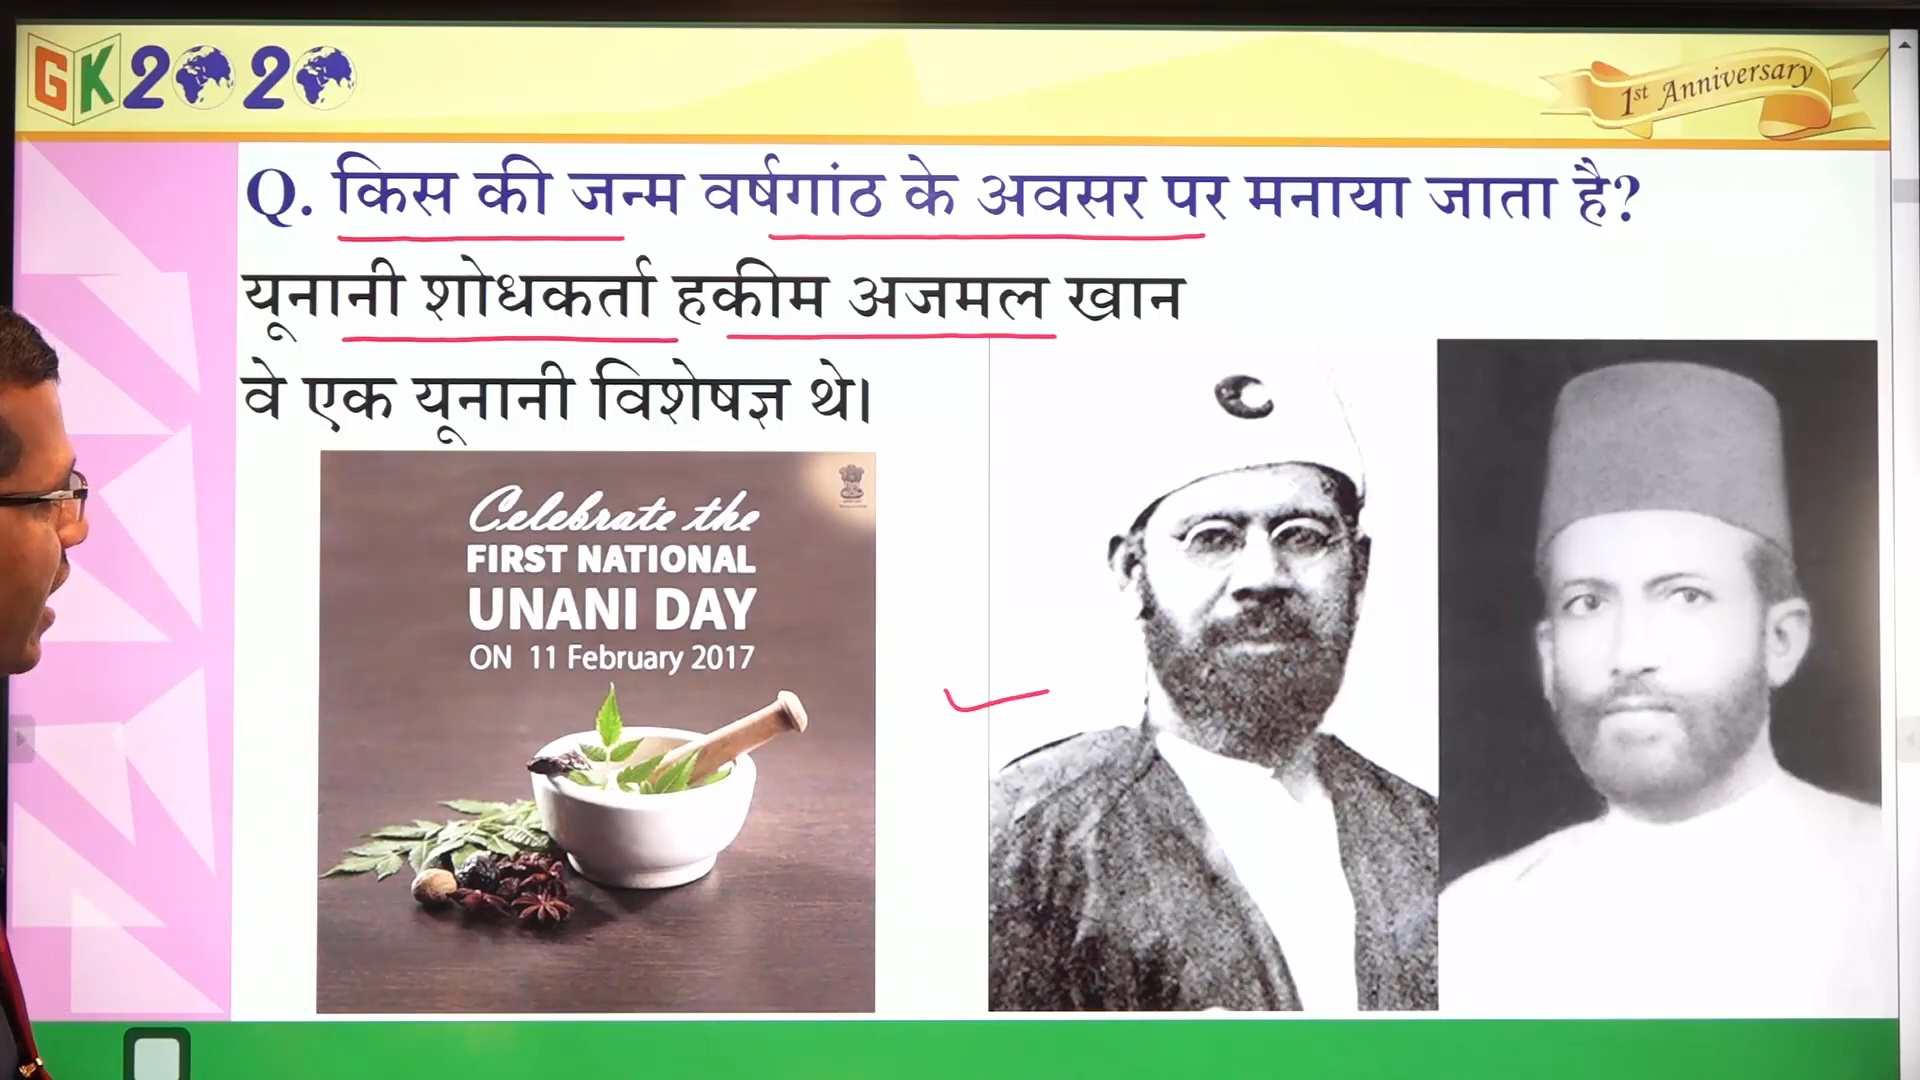 GK2020
1st Anniversary
Q. किस की जन्म वर्षगांठ के अवसर पर मनाया जाता है?
यूनानी शोधकर्ता हकीम अजमल खान
वे एक यूनानी विशेषज्ञ थे।
Celebrate the
FIRST NATIONAL
UNANI DAY
ON 11 February 2017